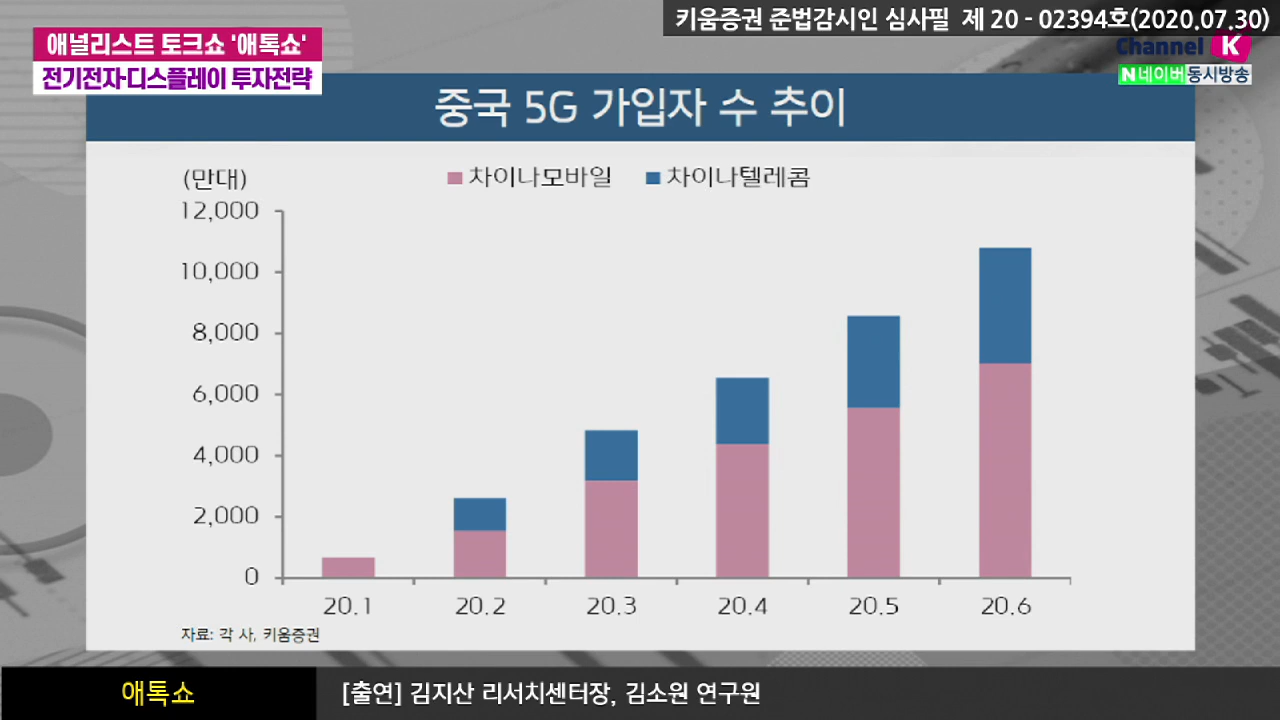 키움증권 준법감시인 심사필 제 20 - 02394호(2020.07.30)
애널리스트 토크쇼 '애톡쇼'
전기전자·디스플레이 투자전략
Channel K
N 네이버 동시방송
중국 5G 가입자 수 추이
(만대)
차이나모바일 차이나텔레콤
12,000
10,000
8,000
6,000
4,000
2,000
0
20.1 20.2 20.3 20.4 20.5 20.6
자료: 각 사, 키움증권
애톡쇼 [출연] 김지산 리서치센터장, 김소원 연구원